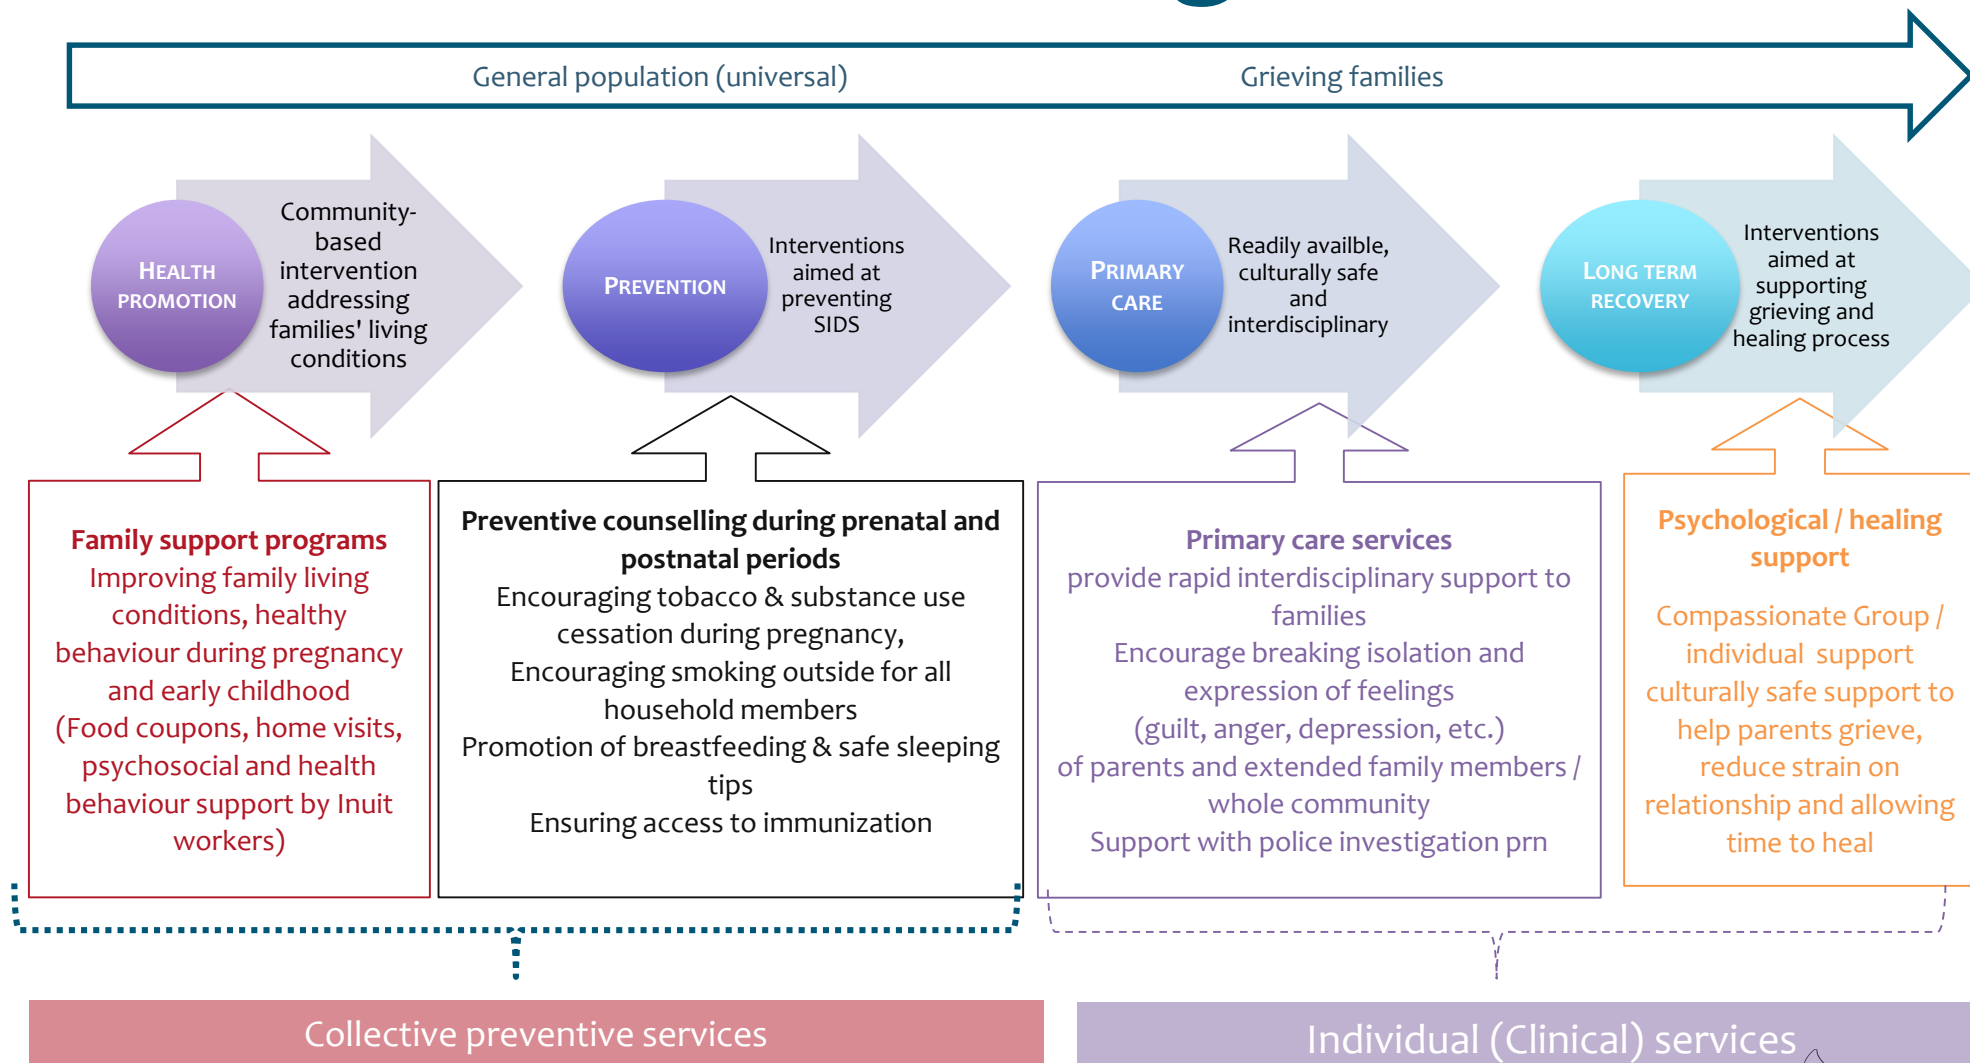 General population (universal)
Grieving families
HEALTH
PROMOTION
Community-
based
intervention
addressing
families' living
conditions
PREVENTION
Interventions
aimed at
preventing
SIDS
PRIMARY
CARE
Readily availble,
culturally safe
and
interdisciplinary
LONG TERM
RECOVERY
Interventions
aimed at
supporting
grieving and
healing process
Family support programs
Improving family living
conditions, healthy
behaviour during pregnancy
and early childhood
(Food coupons, home visits,
psychosocial and health
behaviour support by Inuit
workers)
Preventive counselling during prenatal and
postnatal periods
Encouraging tobacco & substance use
cessation during pregnancy,
Encouraging smoking outside for all
household members
Promotion of breastfeeding & safe sleeping
tips
Ensuring access to immunization
Primary care services
provide rapid interdisciplinary support to
families
Encourage breaking isolation and
expression of feelings
(guilt, anger, depression, etc.)
of parents and extended family members /
whole community
Support with police investigation prn
Psychological / healing
support
Compassionate Group /
individual support
culturally safe support to
help parents grieve,
reduce strain on
relationship and allowing
time to heal
Collective preventive services
Individual (Clinical) services